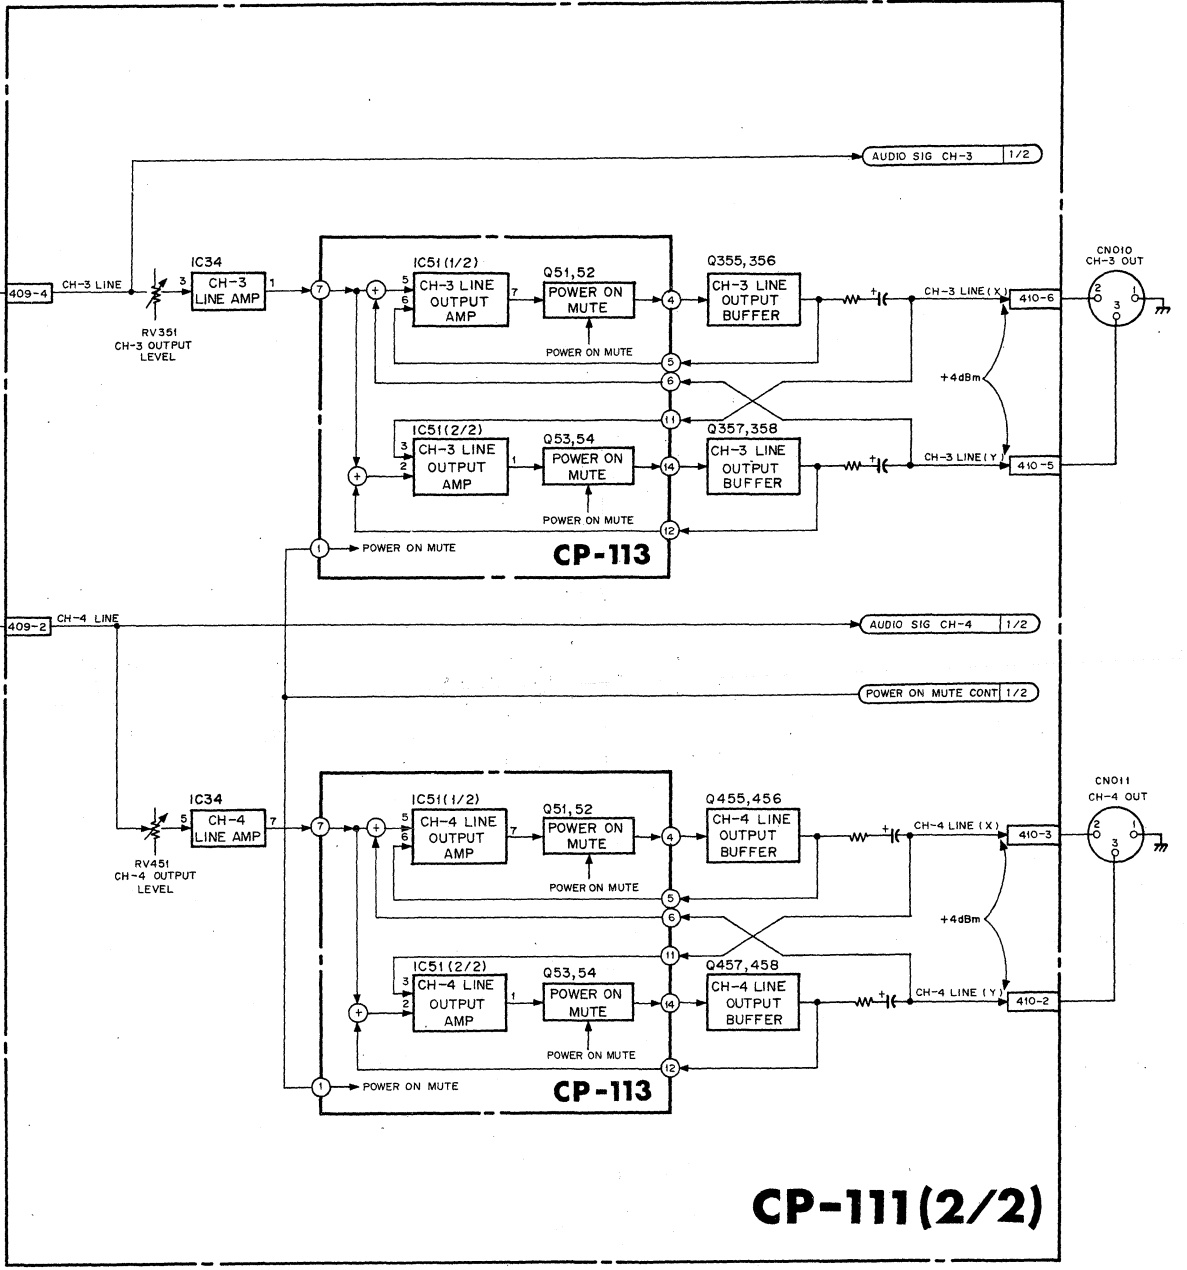 AUDIO SIG CH-3 1/2
CN010
CH-3 OUT
IC34
CH-3
LINE AMP
3
1
409-4
CH-3 LINE
RV351
CH-3 OUTPUT
LEVEL
7
+
5
6
IC51(1/2)
CH-3 LINE
OUTPUT
AMP
7
Q51,52
POWER ON
MUTE
POWER ON MUTE
4
5
6
11
Q355,356
CH-3 LINE
OUTPUT
BUFFER
+
CH-3 LINE(X)
410-6
2
1
3
+4dBm
IC51(2/2)
CH-3 LINE
OUTPUT
AMP
3
2
+
1
Q53,54
POWER ON
MUTE
POWER ON MUTE
14
12
Q357,358
CH-3 LINE
OUTPUT
BUFFER
+
CH-3 LINE(Y)
410-5
1
POWER ON MUTE
CP-113
409-2
CH-4 LINE
AUDIO SIG CH-4 1/2
POWER ON MUTE CONT 1/2
CN011
CH-4 OUT
IC34
CH-4
LINE AMP
5
7
RV451
CH-4 OUTPUT
LEVEL
7
+
5
6
IC51(1/2)
CH-4 LINE
OUTPUT
AMP
7
Q51,52
POWER ON
MUTE
POWER ON MUTE
4
5
6
11
Q455,456
CH-4 LINE
OUTPUT
BUFFER
+
CH-4 LINE(X)
410-3
2
1
3
+4dBm
IC51(2/2)
CH-4 LINE
OUTPUT
AMP
3
2
+
1
Q53,54
POWER ON
MUTE
POWER ON MUTE
14
12
Q457,458
CH-4 LINE
OUTPUT
BUFFER
+
CH-4 LINE(Y)
410-2
1
POWER ON MUTE
CP-113
CP-111(2/2)